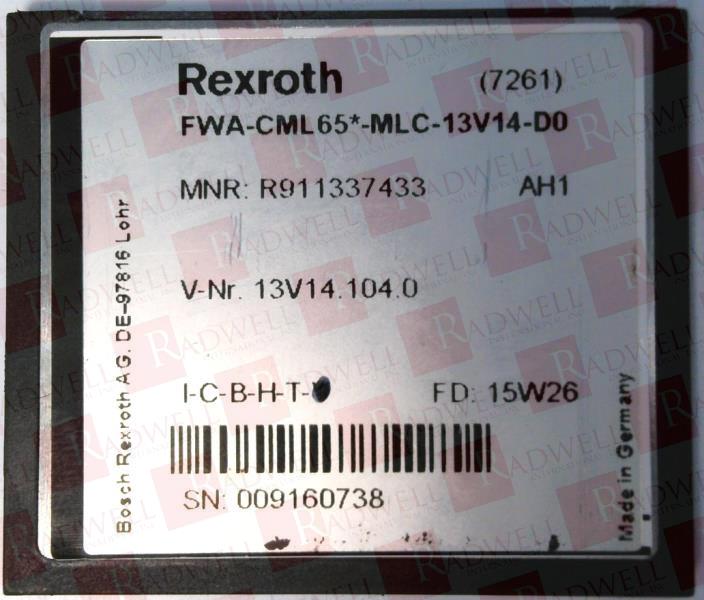 Rexroth (7261)
FWA-CML65*-MLC-13V14-D0
MNR: R911337433 AH1
V-Nr. 13V14.104.0
I-C-B-H-T-
FD: 15W26
SN: 009160738
Bosch Rexroth AG. DE-97816 Lohr
Made in Germany
RADWELL